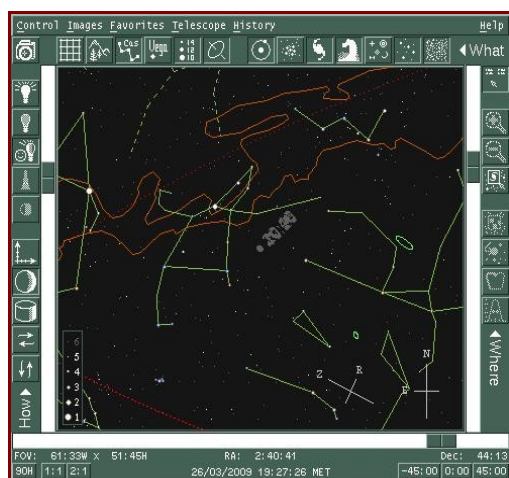 Control Images Favorites Telescope History Help
Cas Vega What
6
5
4
3
2
1
Z R N E
How
Where
FOV: 61:33W x 51:45H RA: 2:40:41 Dec: 44:13
90H 1:1 2:1 26/03/2009 19:27:26 MET -45:00 0:00 45:00